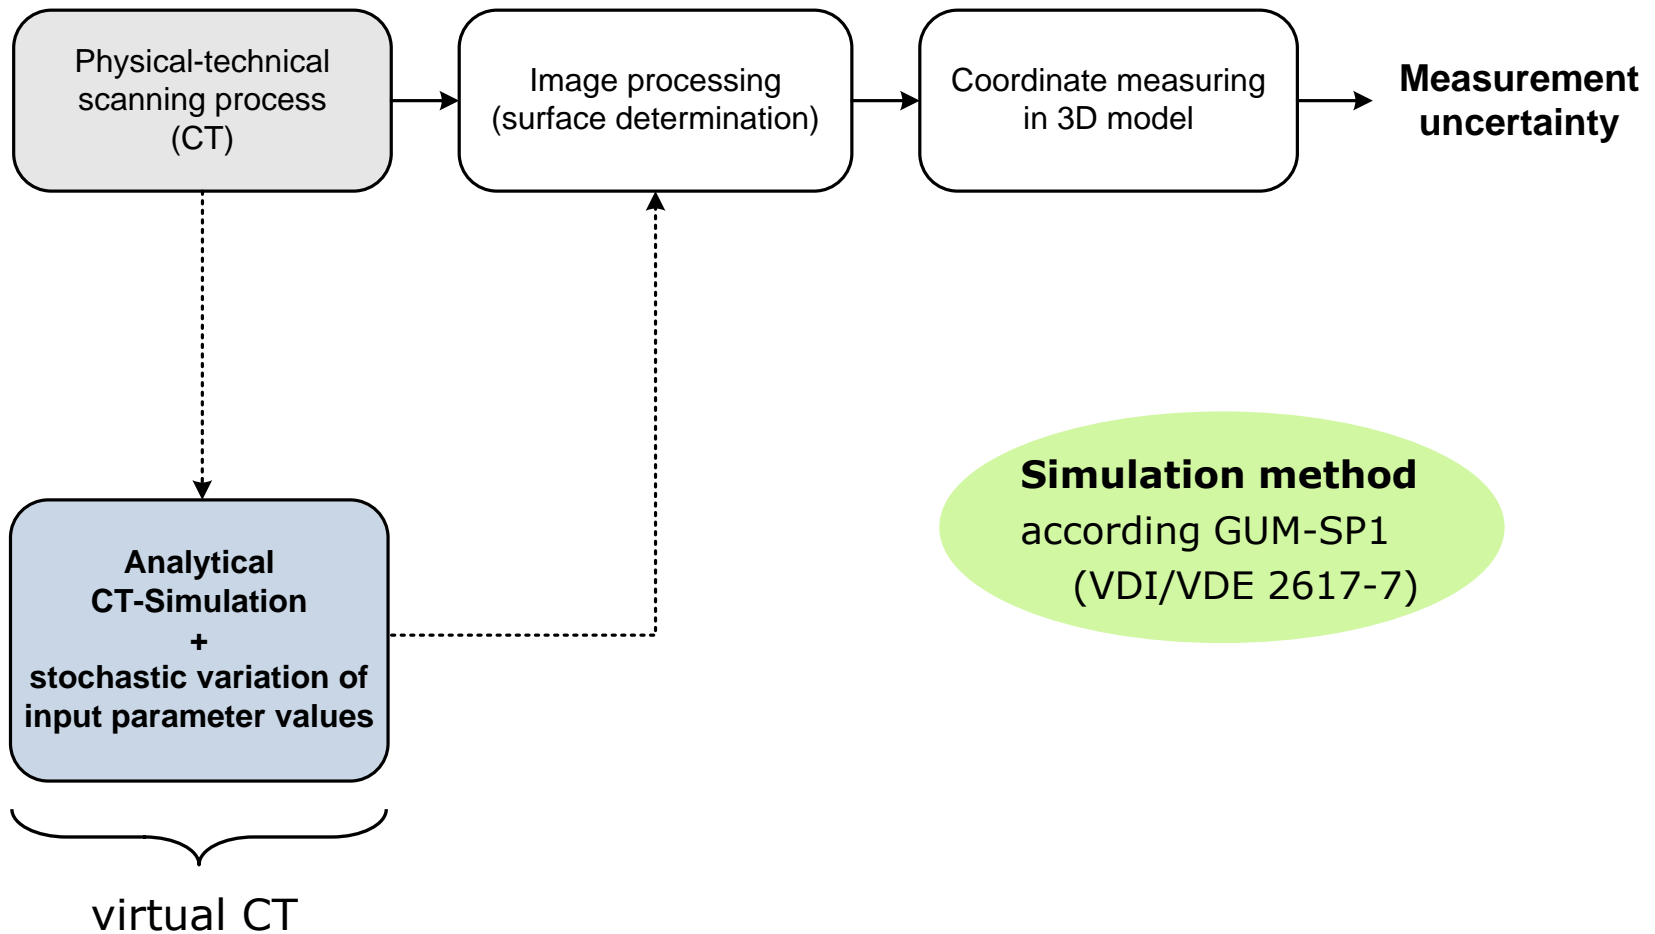 Physical-technical
scanning process
(CT)
Image processing
(surface determination)
Coordinate measuring
in 3D model
Measurement
uncertainty
Simulation method
according GUM-SP1
(VDI/VDE 2617-7)
Analytical
CT-Simulation
+
stochastic variation of
input parameter values
virtual CT